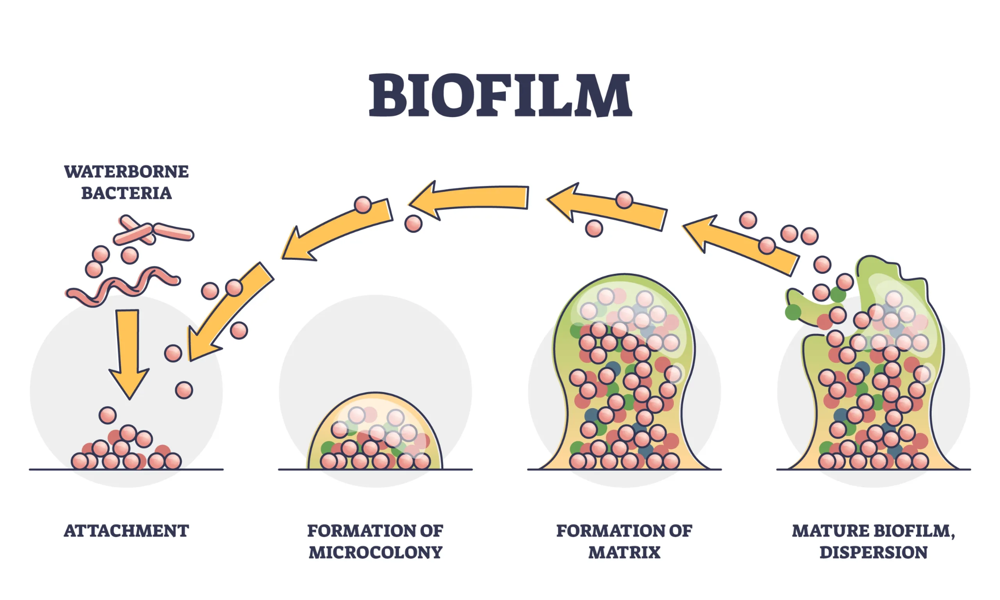 BIOFILM
WATERBORNE
BACTERIA
ATTACHMENT
FORMATION OF
MICROCOLONY
FORMATION OF
MATRIX
MATURE BIOFILM,
DISPERSION